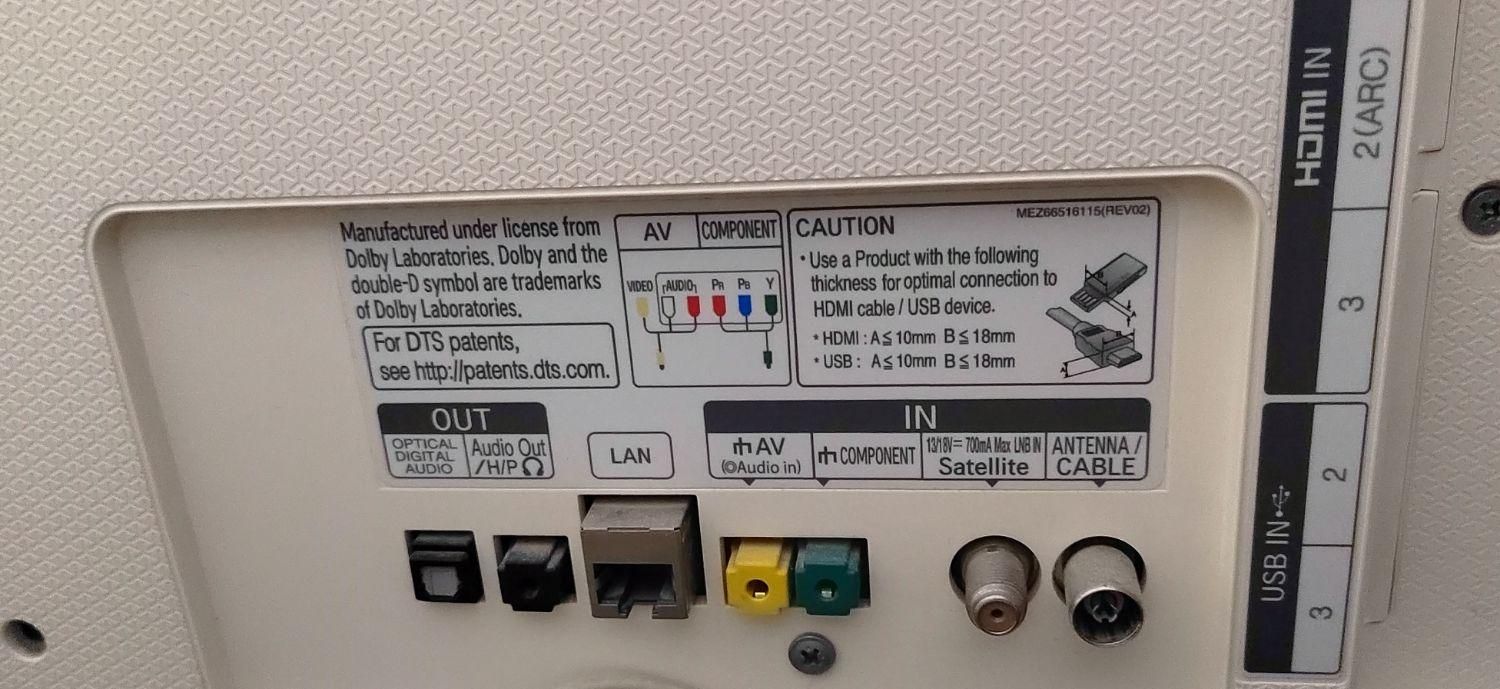 Manufactured under license from
Dolby Laboratories. Dolby and the
double-D symbol are trademarks
of Dolby Laboratories.
For DTS patents,
see http://patents.dts.com.
AV
COMPONENT
VIDEO
AUDIO
PR
PB
Y
CAUTION
MEZ66516115(REV02)
• Use a Product with the following
thickness for optimal connection to
HDMI cable / USB device.
* HDMI : A≦10mm B≦18mm
* USB : A≦10mm B≦18mm
B
A
A
OUT
OPTICAL
DIGITAL
AUDIO
Audio Out
/H/P
LAN
IN
AV
(Audio in)
COMPONENT
13/18V⎓ 700mA Max LNB IN
Satellite
ANTENNA /
CABLE
HDMI IN
2(ARC)
3
USB IN
2
3